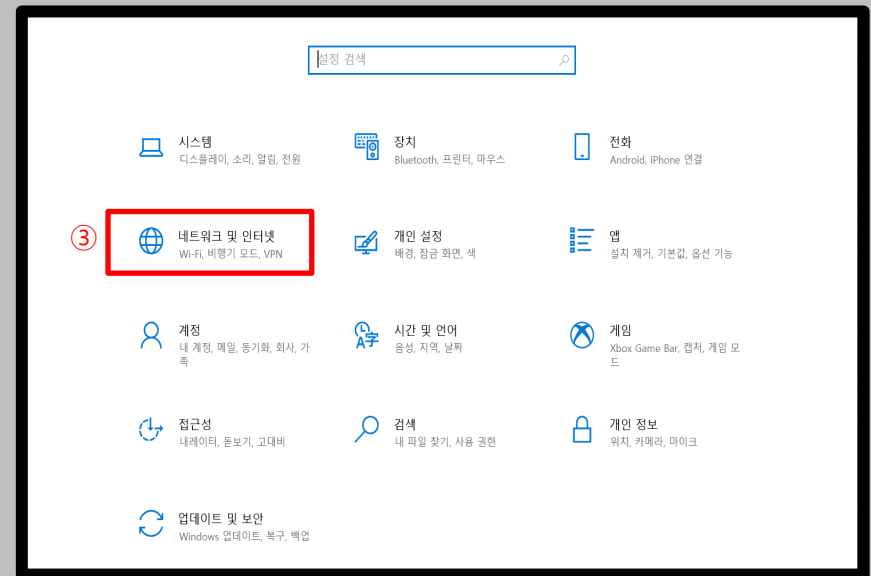 설정 검색
시스템
디스플레이, 소리, 알림, 전원
장치
Bluetooth, 프린터, 마우스
전화
Android, iPhone 연결
③
네트워크 및 인터넷
Wi-Fi, 비행기 모드, VPN
개인 설정
배경, 잠금 화면, 색
앱
설치 제거, 기본값, 옵션 기능
계정
내 계정, 메일, 동기화, 회사, 가
족
시간 및 언어
음성, 지역, 날짜
게임
Xbox Game Bar, 캡처, 게임 모
드
접근성
내레이터, 돋보기, 고대비
검색
내 파일 찾기, 사용 권한
개인 정보
위치, 카메라, 마이크
업데이트 및 보안
Windows 업데이트, 복구, 백업